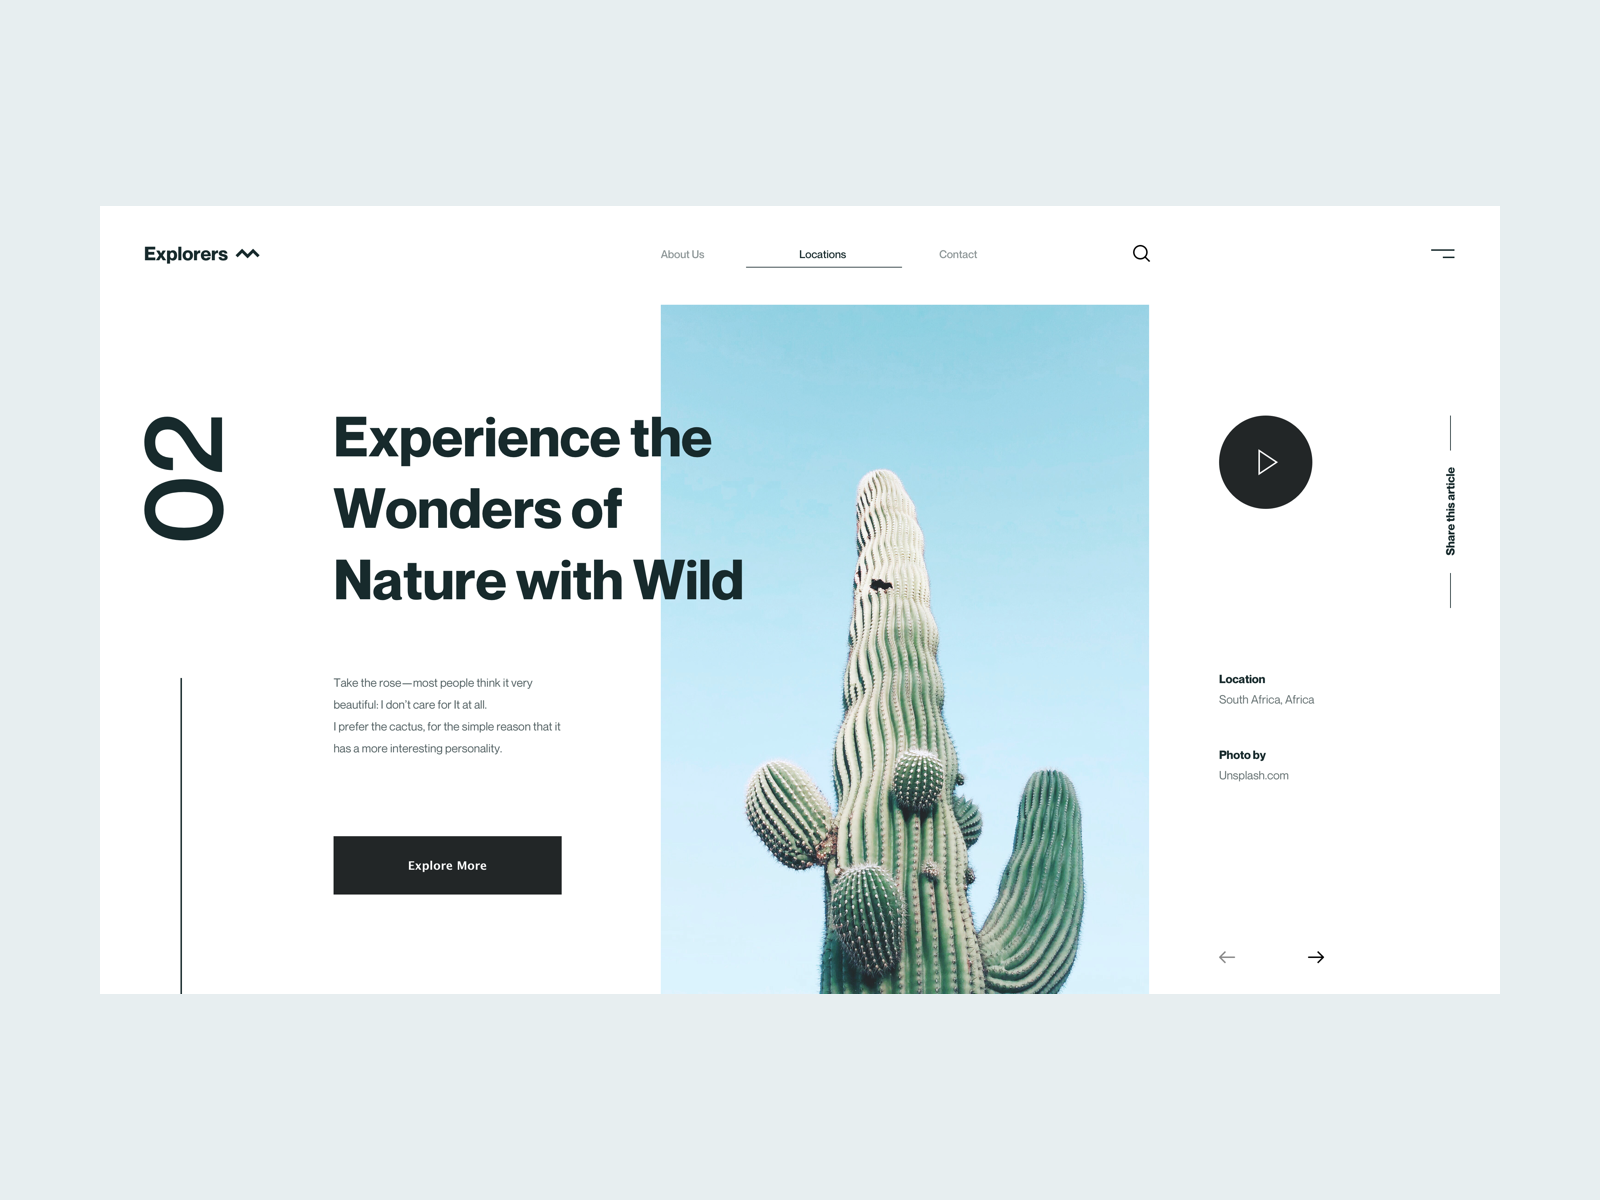 Explorers
About Us
Locations
Contact
02
Experience the
Wonders of
Nature with Wild
Take the rose—most people think it very
beautiful: I don't care for It at all.
I prefer the cactus, for the simple reason that it
has a more interesting personality.
Explore More
Share this article
Location
South Africa, Africa
Photo by
Unsplash.com